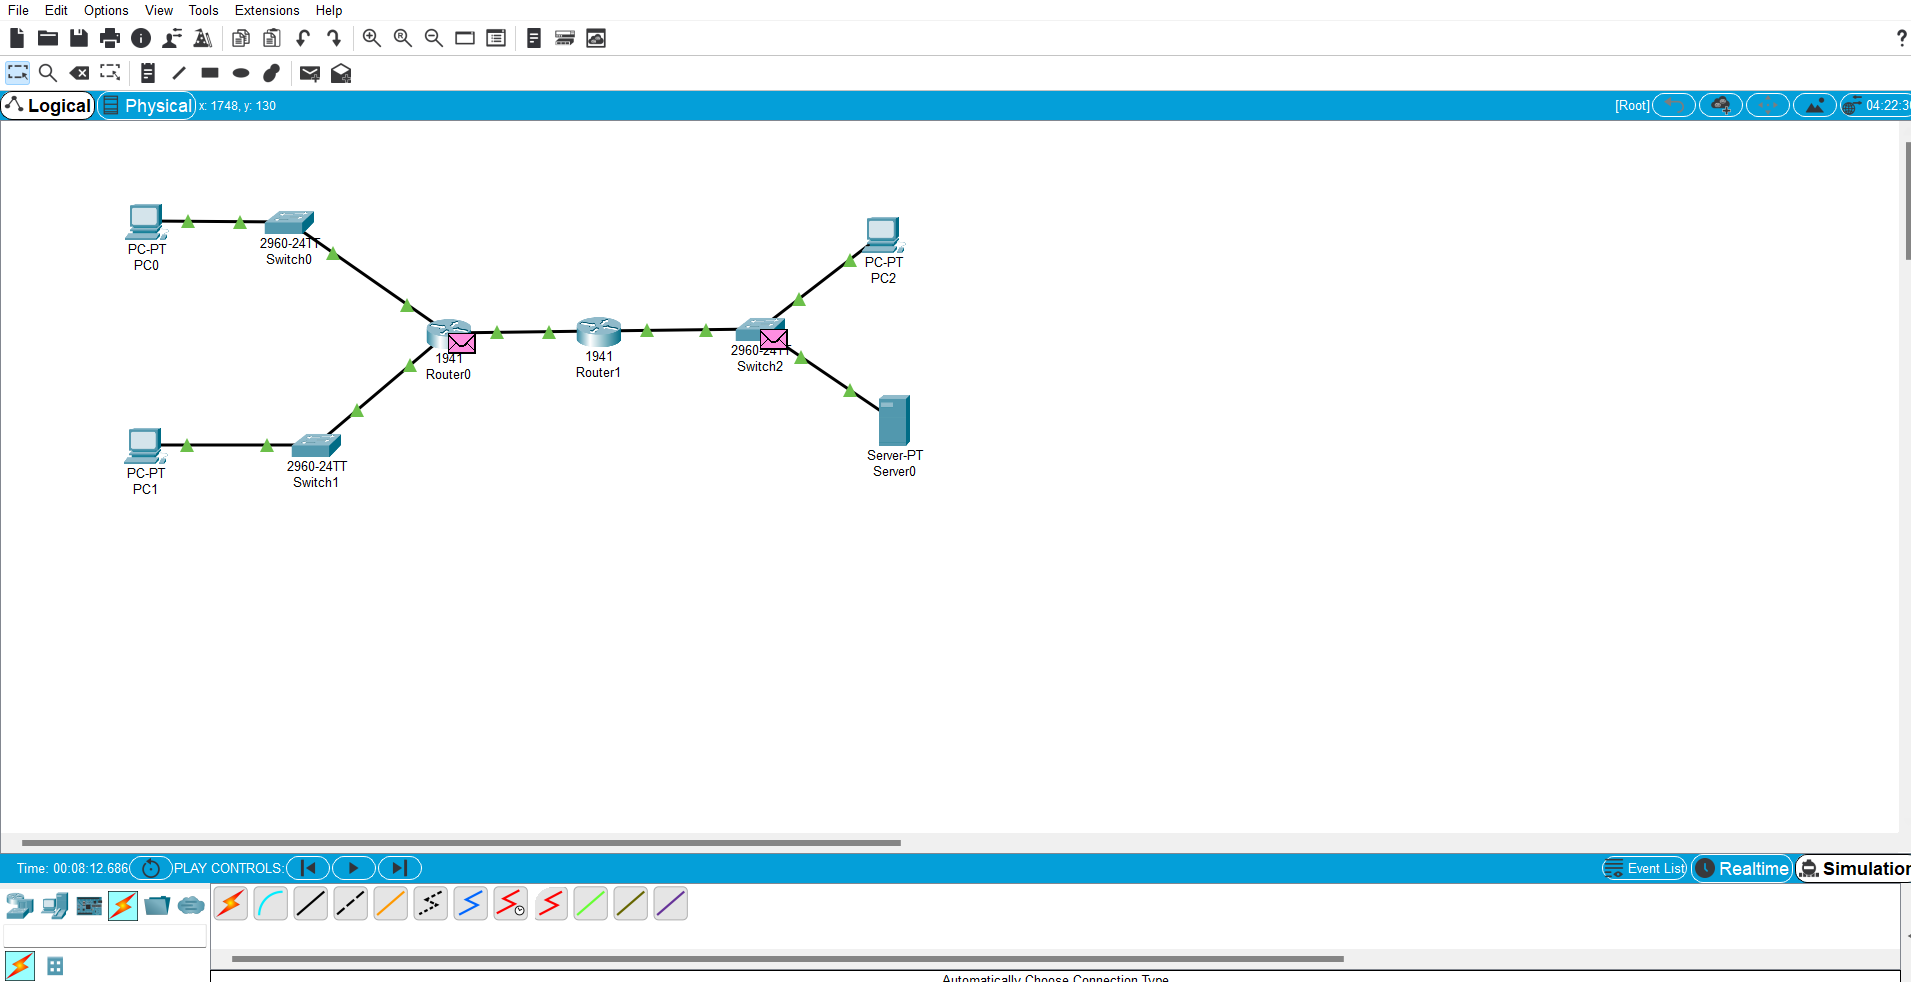 File Edit Options View Tools Extensions Help
?
Logical Physical x: 1748, y: 130 [Root] 04:22:3
PC-PT
PC0
2960-24TT
Switch0
PC-PT
PC2
1941
Router0
1941
Router1
2960-24TT
Switch2
PC-PT
PC1
2960-24TT
Switch1
Server-PT
Server0
Time: 00:08:12.686 PLAY CONTROLS: Event List Realtime Simulation
Automatically Choose Connection Type